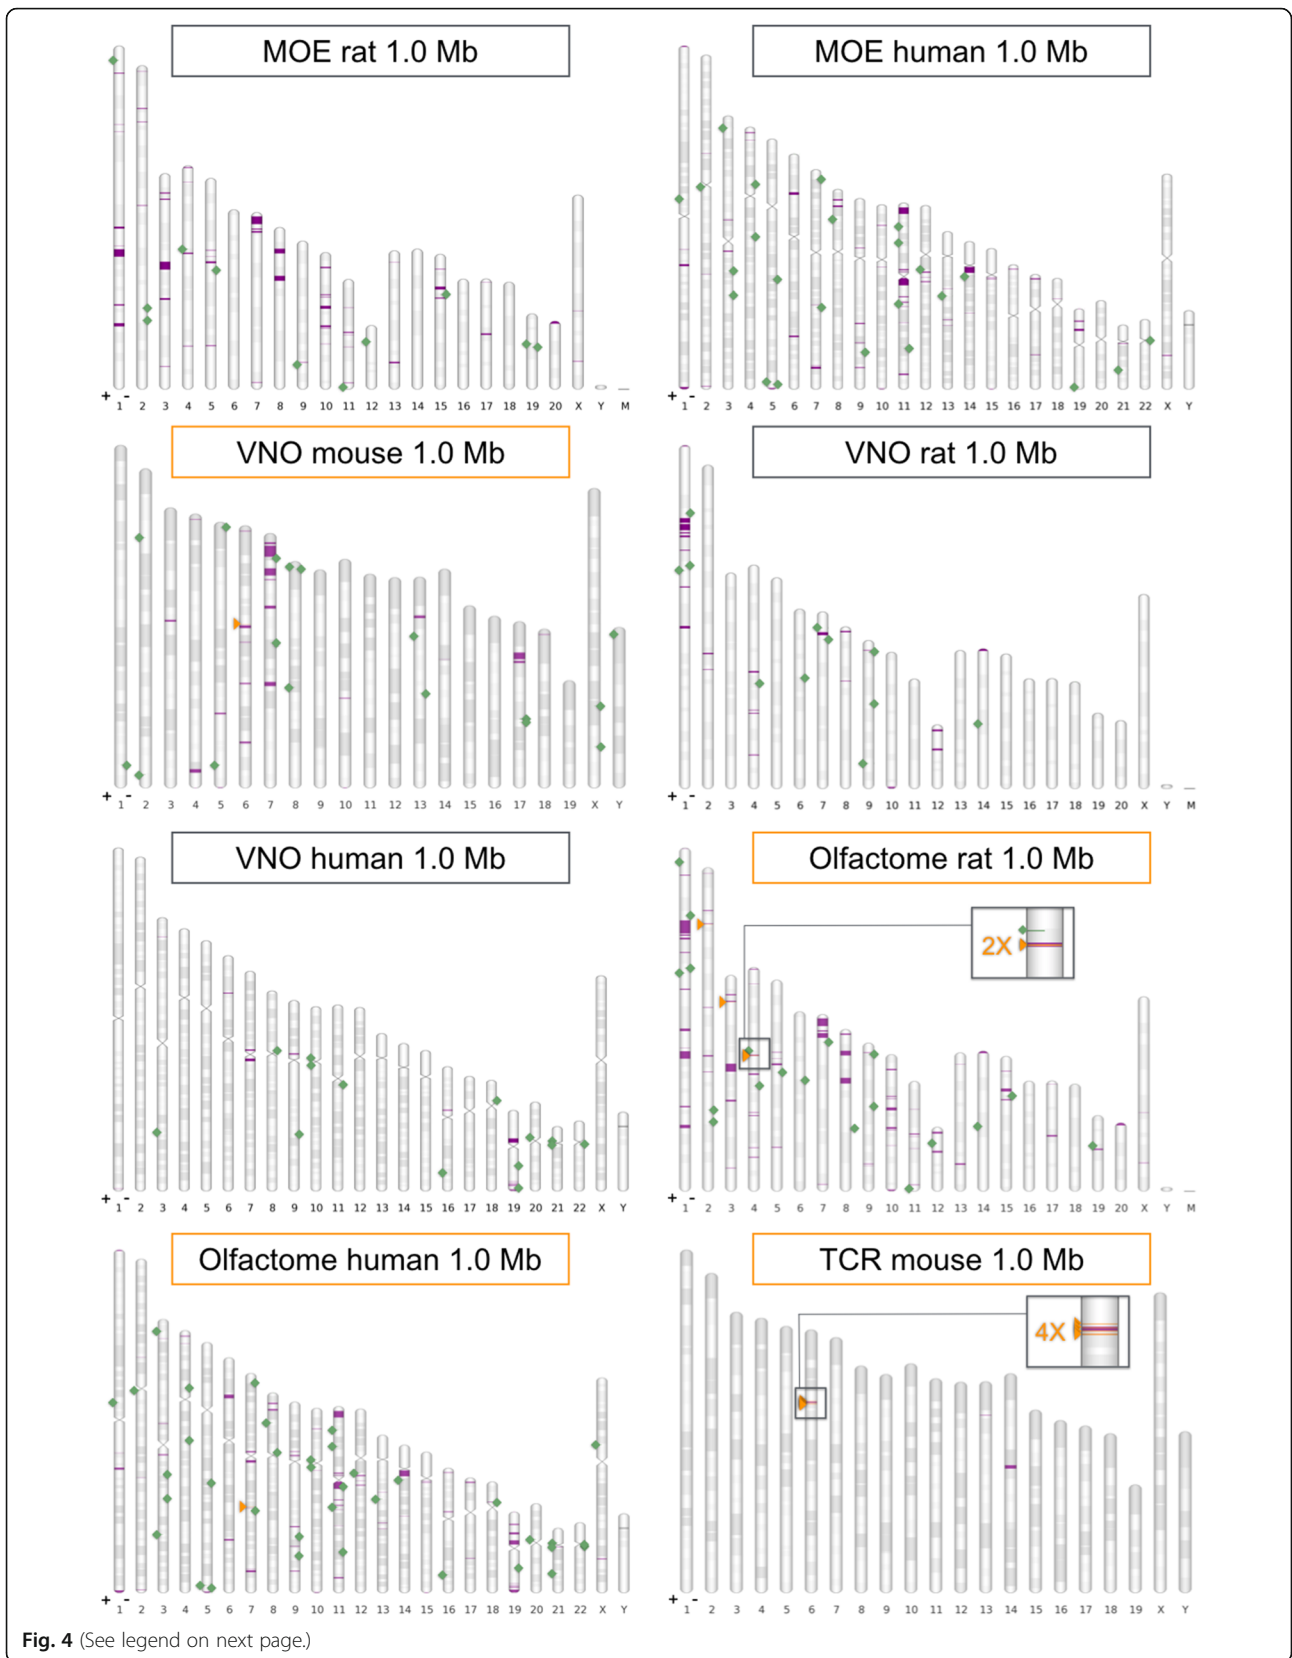 MOE rat 1.0 Mb
+ - 1 2 3 4 5 6 7 8 9 10 11 12 13 14 15 16 17 18 19 20 X Y M
MOE human 1.0 Mb
+ - 1 2 3 4 5 6 7 8 9 10 11 12 13 14 15 16 17 18 19 20 21 22 X Y
VNO mouse 1.0 Mb
+ - 1 2 3 4 5 6 7 8 9 10 11 12 13 14 15 16 17 18 19 X Y
VNO rat 1.0 Mb
+ - 1 2 3 4 5 6 7 8 9 10 11 12 13 14 15 16 17 18 19 20 X Y M
VNO human 1.0 Mb
+ - 1 2 3 4 5 6 7 8 9 10 11 12 13 14 15 16 17 18 19 20 21 22 X Y
Olfactome rat 1.0 Mb
2X
+ - 1 2 3 4 5 6 7 8 9 10 11 12 13 14 15 16 17 18 19 20 X Y M
Olfactome human 1.0 Mb
+ - 1 2 3 4 5 6 7 8 9 10 11 12 13 14 15 16 17 18 19 20 21 22 X Y
TCR mouse 1.0 Mb
4X
+ - 1 2 3 4 5 6 7 8 9 10 11 12 13 14 15 16 17 18 19 X Y
Fig. 4 (See legend on next page.)